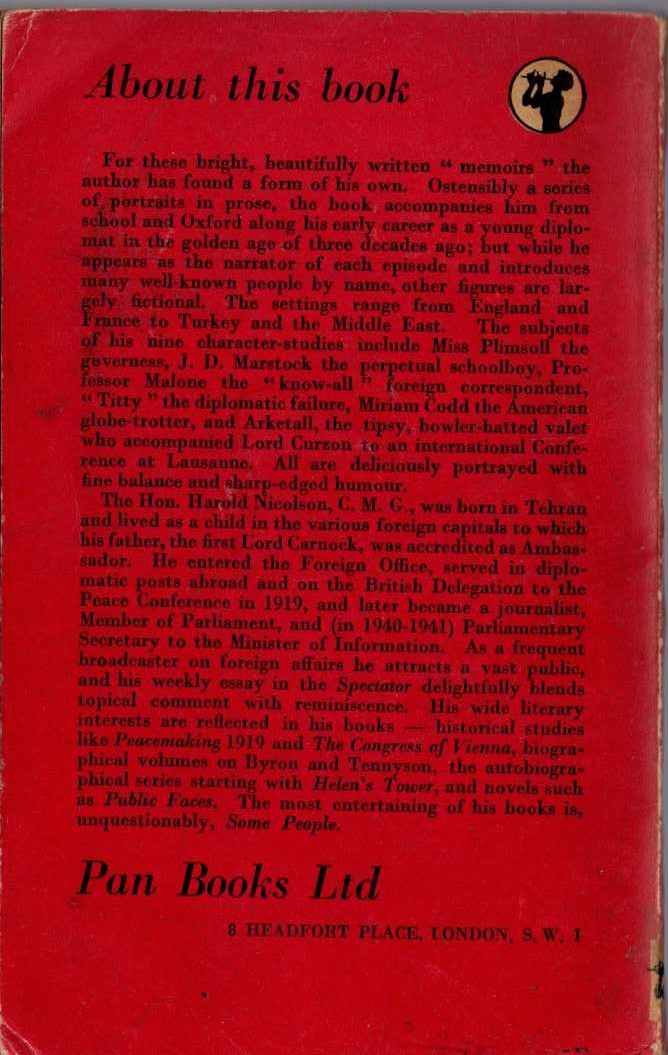 About this book
For these bright, beautifully written “ memoirs ” the
author has found a form of his own. Ostensibly a series
of portraits in prose, the book accompanies him from
school and Oxford along his early career as a young diplo-
mat in the golden age of three decades ago; but while he
appears as the narrator of each episode and introduces
many well-known people by name, other figures are lar-
gely fictional. The settings range from England and
France to Turkey and the Middle East. The subjects
of his nine character-studies include Miss Plimsoll the
governess, J. D. Marstock the perpetual schoolboy, Pro-
fessor Malone the “ know-all ” foreign correspondent,
“ Titty ” the diplomatic failure, Miriam Codd the American
globe-trotter, and Arketall, the tipsy, bowler-hatted valet
who accompanied Lord Curzon to an international Confe-
rence at Lausanne. All are deliciously portrayed with
fine balance and sharp-edged humour.
The Hon. Harold Nicolson, C. M. G., was born in Tehran
and lived as a child in the various foreign capitals to which
his father, the first Lord Carnock, was accredited as Ambas-
sador. He entered the Foreign Office, served in diplo-
matic posts abroad and on the British Delegation to the
Peace Conference in 1919, and later became a journalist,
Member of Parliament, and (in 1940-1941) Parliamentary
Secretary to the Minister of Information. As a frequent
broadcaster on foreign affairs he attracts a vast public,
and his weekly essay in the Spectator delightfully blends
topical comment with reminiscence. His wide literary
interests are reflected in his books — historical studies
like Peacemaking 1919 and The Congress of Vienna, biogra-
phical volumes on Byron and Tennyson, the autobiogra-
phical series starting with Helen's Tower, and novels such
as Public Faces. The most entertaining of his books is,
unquestionably, Some People.
Pan Books Ltd
8 HEADFORT PLACE, LONDON, S. W. 1